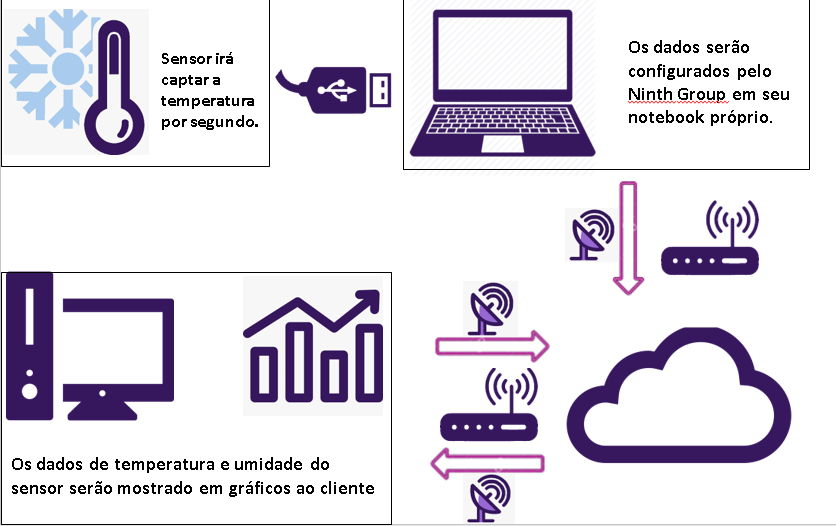 Sensor irá
captar a
temperatura
por segundo.
Os dados serão
configurados pelo
Ninth Group em seu
notebook próprio.
Os dados de temperatura e umidade do
sensor serão mostrado em gráficos ao cliente